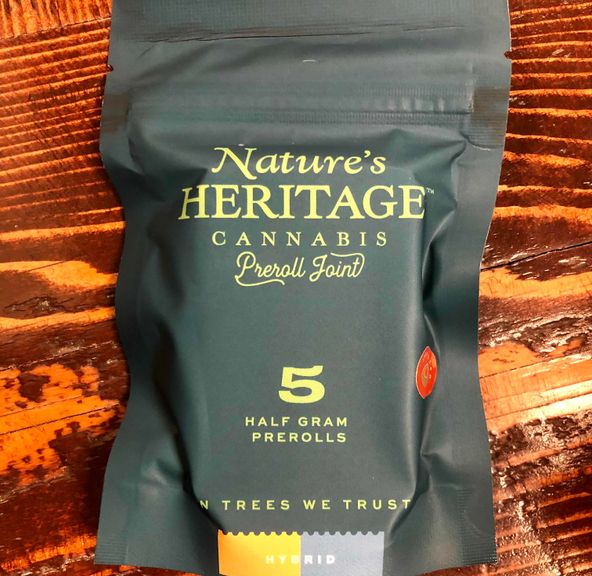 Nature's
HERITAGE™
CANNABIS
Preroll Joint
5
HALF GRAM
PREROLLS
N TREES WE TRUST
HYBRID